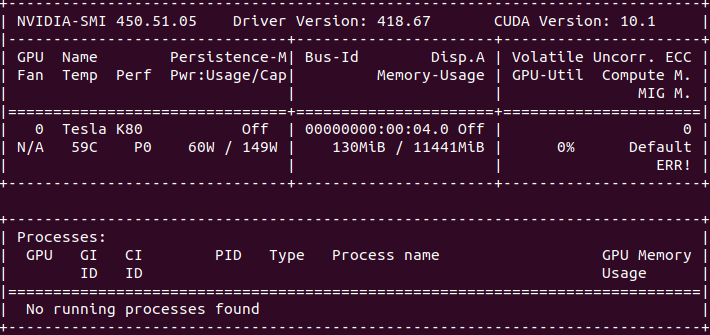 +-----------------------------------------------------------------------------+
| NVIDIA-SMI 450.51.05    Driver Version: 418.67       CUDA Version: 10.1     |
|-------------------------------+----------------------+----------------------+
| GPU  Name        Persistence-M| Bus-Id        Disp.A | Volatile Uncorr. ECC |
| Fan  Temp  Perf  Pwr:Usage/Cap|         Memory-Usage | GPU-Util  Compute M. |
|                               |                      |               MIG M. |
|===============================+======================+======================|
|   0  Tesla K80           Off  | 00000000:00:04.0 Off |                    0 |
| N/A   59C    P0    60W / 149W |    130MiB / 11441MiB |      0%      Default |
|                               |                      |                 ERR! |
+-------------------------------+----------------------+----------------------+

+-----------------------------------------------------------------------------+
| Processes:                                                                  |
|  GPU   GI   CI        PID   Type   Process name                  GPU Memory |
|        ID   ID                                                   Usage      |
|=============================================================================|
|  No running processes found                                                 |
+-----------------------------------------------------------------------------+